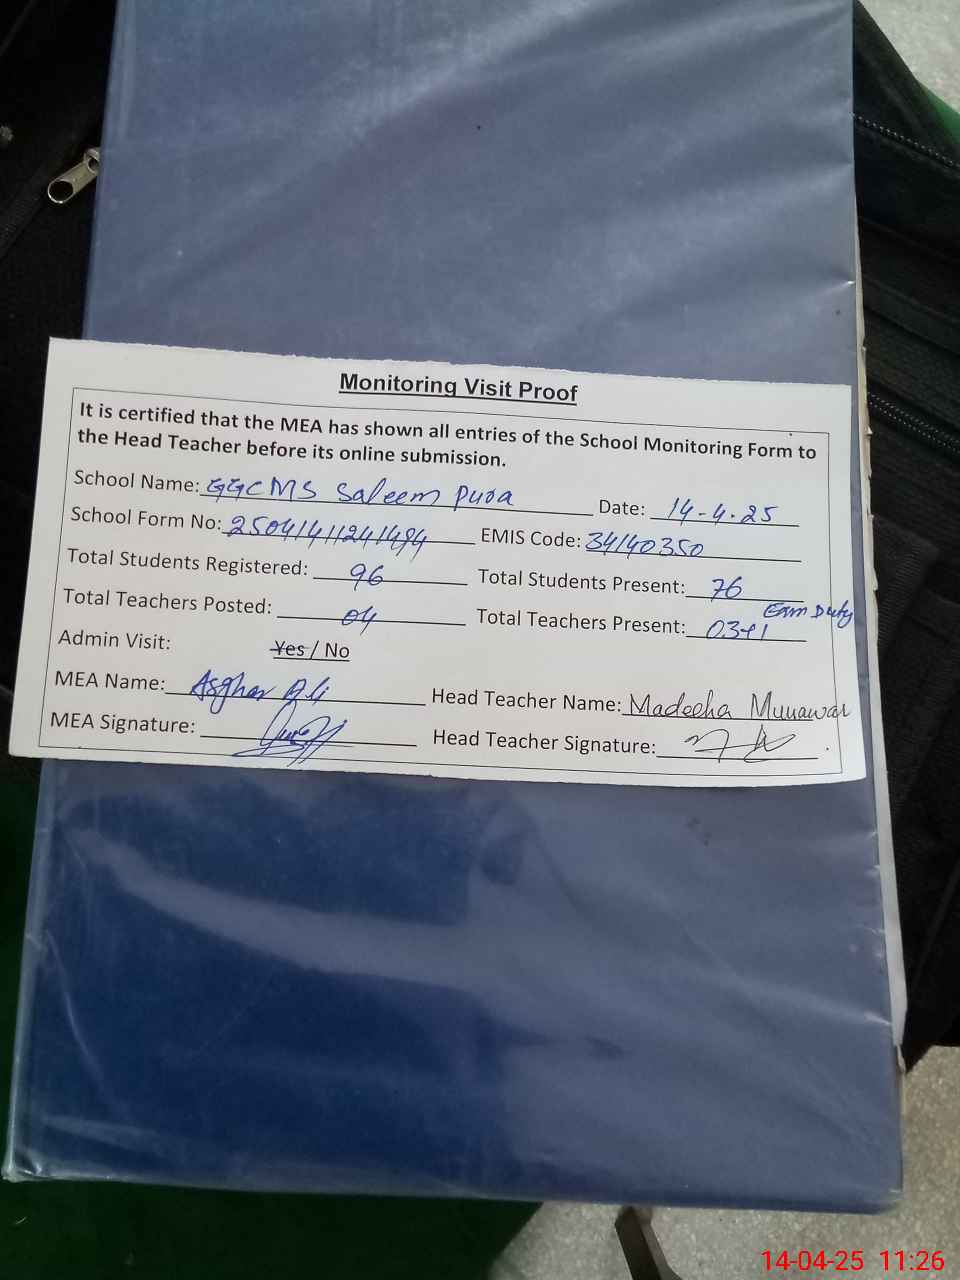 Monitoring Visit Proof
It is certified that the MEA has shown all entries of the School Monitoring Form to
the Head Teacher before its online submission.
School Name: GGCMS Saleem Pura Date: 14-4-25
School Form No: 25041411241494 EMIS Code: 34140350
Total Students Registered: 96 Total Students Present: 76
Total Teachers Posted: 04 Total Teachers Present: 03+1 Eam Duty
Admin Visit: Yes / No
MEA Name: Asghar Ali Head Teacher Name: Madeeha Munawar
MEA Signature: Head Teacher Signature:
14-04-25 11:26